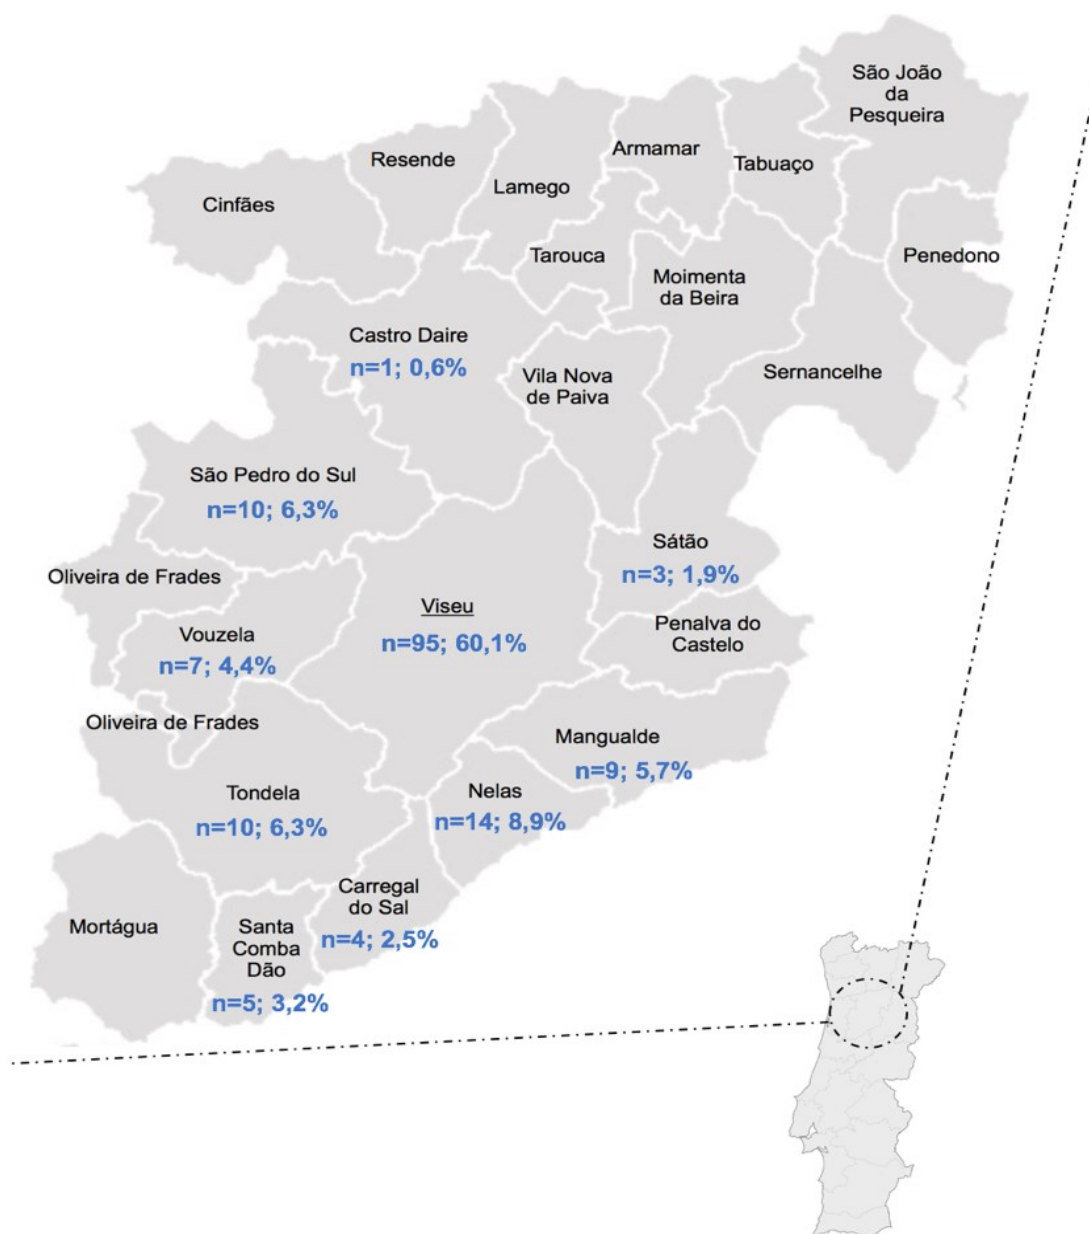 São João
da
Pesqueira
Armamar
Resende
Tabuaço
Lamego
Cinfães
Tarouca
Penedono
Moimenta
da Beira
Castro Daire
n=1; 0,6%
Vila Nova
de Paiva
Sernancelhe
São Pedro do Sul
n=10; 6,3%
Sátão
n=3; 1,9%
Oliveira de Frades
Viseu
n=95; 60,1%
Vouzela
n=7; 4,4%
Penalva do
Castelo
Oliveira de Frades
Mangualde
n=9; 5,7%
Tondela
n=10; 6,3%
Nelas
n=14; 8,9%
Carregal
do Sal
n=4; 2,5%
Mortágua
Santa
Comba
Dão
n=5; 3,2%